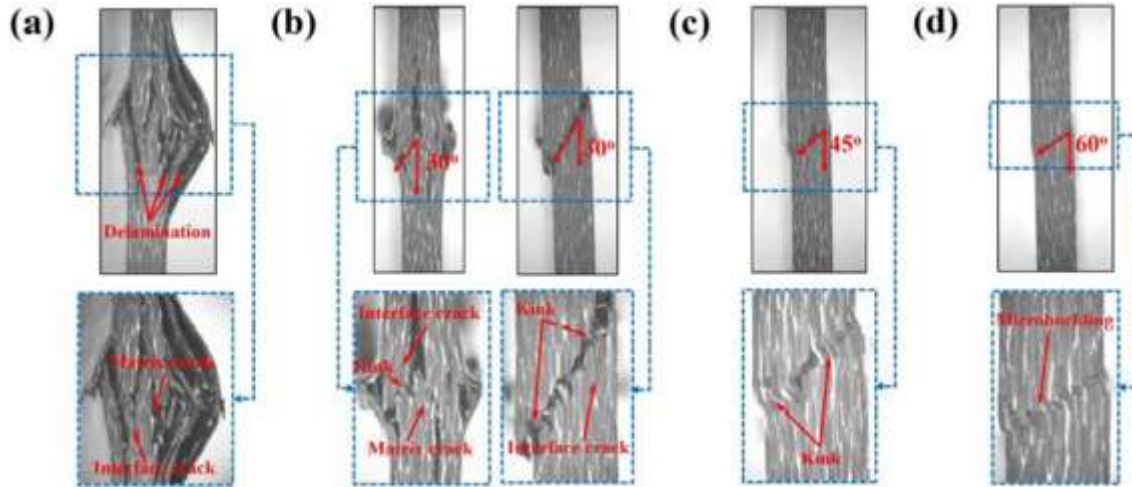 (a)
(b)
(c)
(d)
30°
30°
45°
60°
Delamination
Matrix crack
Interface crack
Interface crack
Kink
Matrix crack
Kink
Interface crack
Kink
Microbuckling